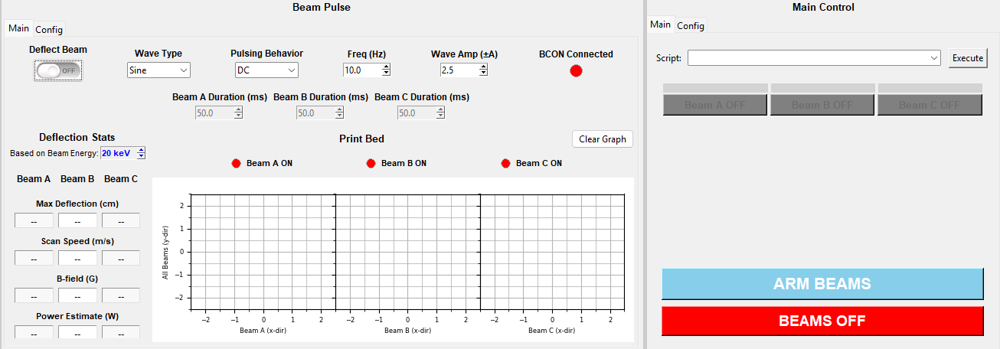 Beam Pulse
Main Config
Deflect Beam
OFF
Wave Type
Sine
Pulsing Behavior
DC
Freq (Hz)
10.0
Wave Amp (±A)
2.5
BCON Connected
Beam A Duration (ms) Beam B Duration (ms) Beam C Duration (ms)
50.0 50.0 50.0
Deflection Stats
Based on Beam Energy: 20 keV
Beam A Beam B Beam C
Max Deflection (cm)
-- -- --
Scan Speed (m/s)
-- -- --
B-field (G)
-- -- --
Power Estimate (W)
-- -- --
Print Bed
Clear Graph
Beam A ON Beam B ON Beam C ON
All Beams (y-dir)
2
1
0
−1
−2
−2 −1 0 1 2 −2 −1 0 1 2 −2 −1 0 1 2
Beam A (x-dir) Beam B (x-dir) Beam C (x-dir)
Main Control
Main Config
Script: Execute
Beam A OFF Beam B OFF Beam C OFF
ARM BEAMS
BEAMS OFF